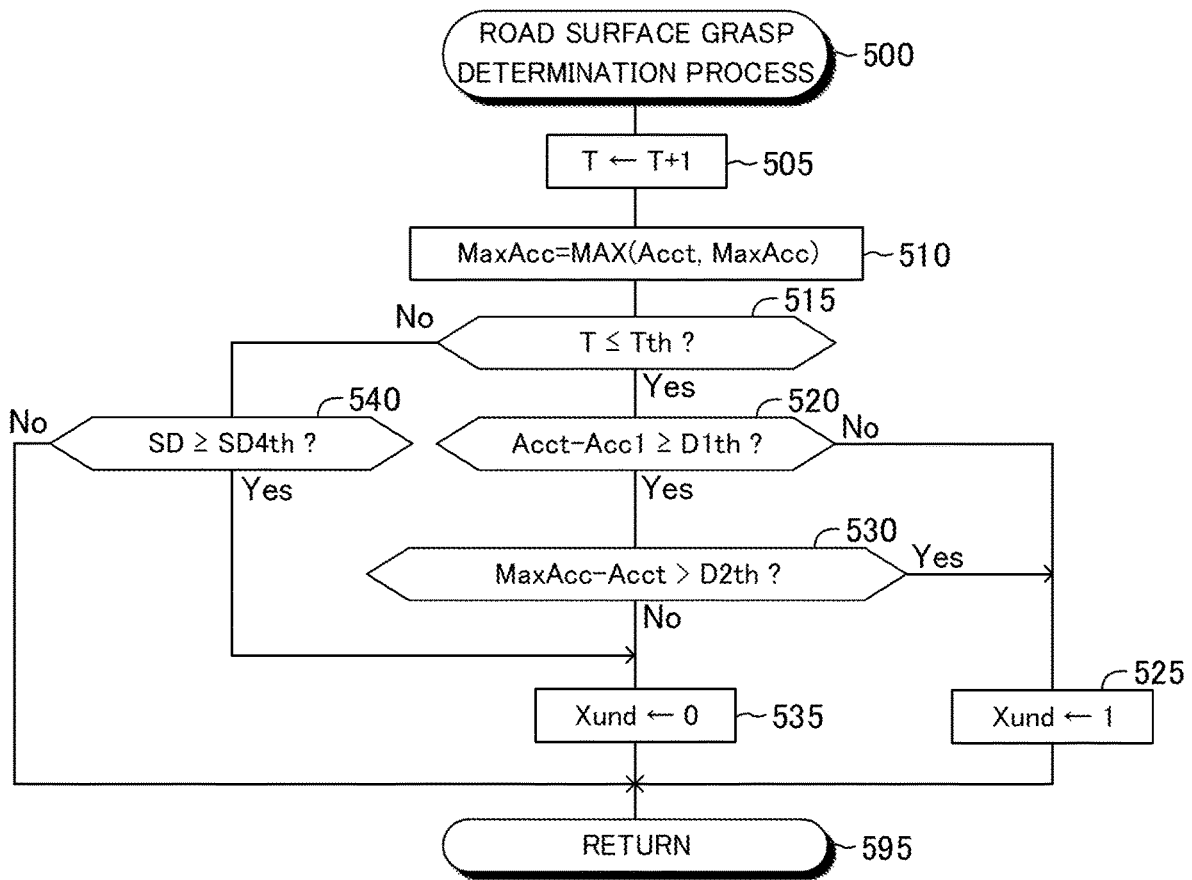 ROAD SURFACE GRASP
DETERMINATION PROCESS
500
T ← T+1
505
MaxAcc=MAX(Acct, MaxAcc)
510
515
No
T ≤ Tth ?
Yes
540
520
No
SD ≥ SD4th ?
Acct-Acc1 ≥ D1th ?
No
Yes
Yes
530
MaxAcc-Acct > D2th ?
Yes
No
525
Xund ← 0
535
Xund ← 1
RETURN
595